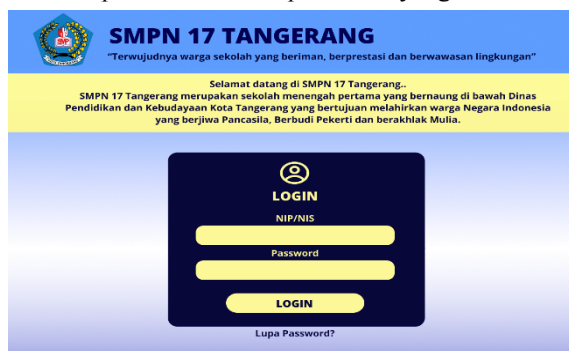 SMPN 17 TANGERANG
"Terwujudnya warga sekolah yang beriman, berprestasi dan berwawasan lingkungan"
Selamat datang di SMPN 17 Tangerang..
SMPN 17 Tangerang merupakan sekolah menengah pertama yang bernaung di bawah Dinas
Pendidikan dan Kebudayaan Kota Tangerang yang bertujuan melahirkan warga Negara Indonesia
yang berjiwa Pancasila, Berbudi Pekerti dan berakhlak Mulia.
LOGIN
NIP/NIS
Password
LOGIN
Lupa Password?